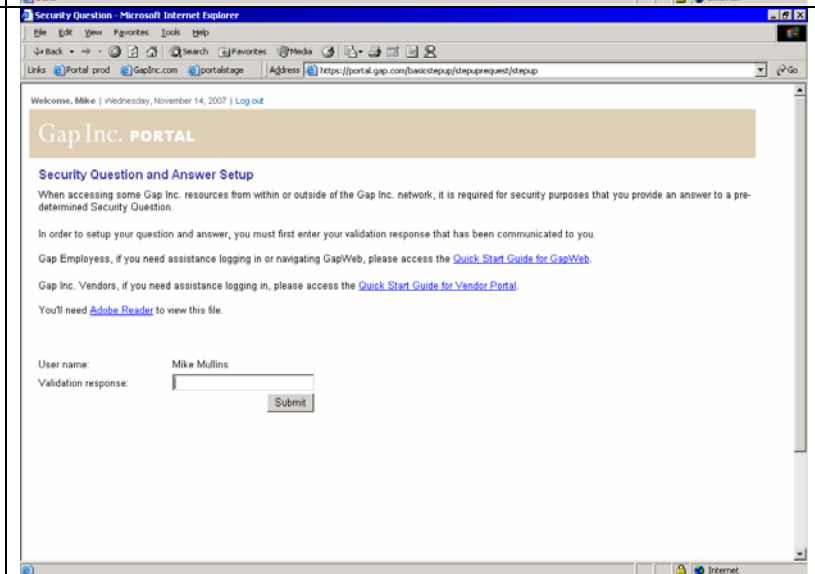 Security Question - Microsoft Internet Explorer
File Edit View Favorites Tools Help
Back Search Favorites Media
Links Portal prod GapInc.com portalstage Address https://portal.gap.com/basicstepup/stepuprequest/stepup Go
Welcome, Mike | Wednesday, November 14, 2007 | Log out
Gap Inc. PORTAL
Security Question and Answer Setup
When accessing some Gap Inc. resources from within or outside of the Gap Inc. network, it is required for security purposes that you provide an answer to a pre-
determined Security Question.
In order to setup your question and answer, you must first enter your validation response that has been communicated to you.
Gap Employess, if you need assistance logging in or navigating GapWeb, please access the Quick Start Guide for GapWeb.
Gap Inc. Vendors, if you need assistance logging in, please access the Quick Start Guide for Vendor Portal.
You'll need Adobe Reader to view this file.
User name: Mike Mullins
Validation response:
Submit
Internet